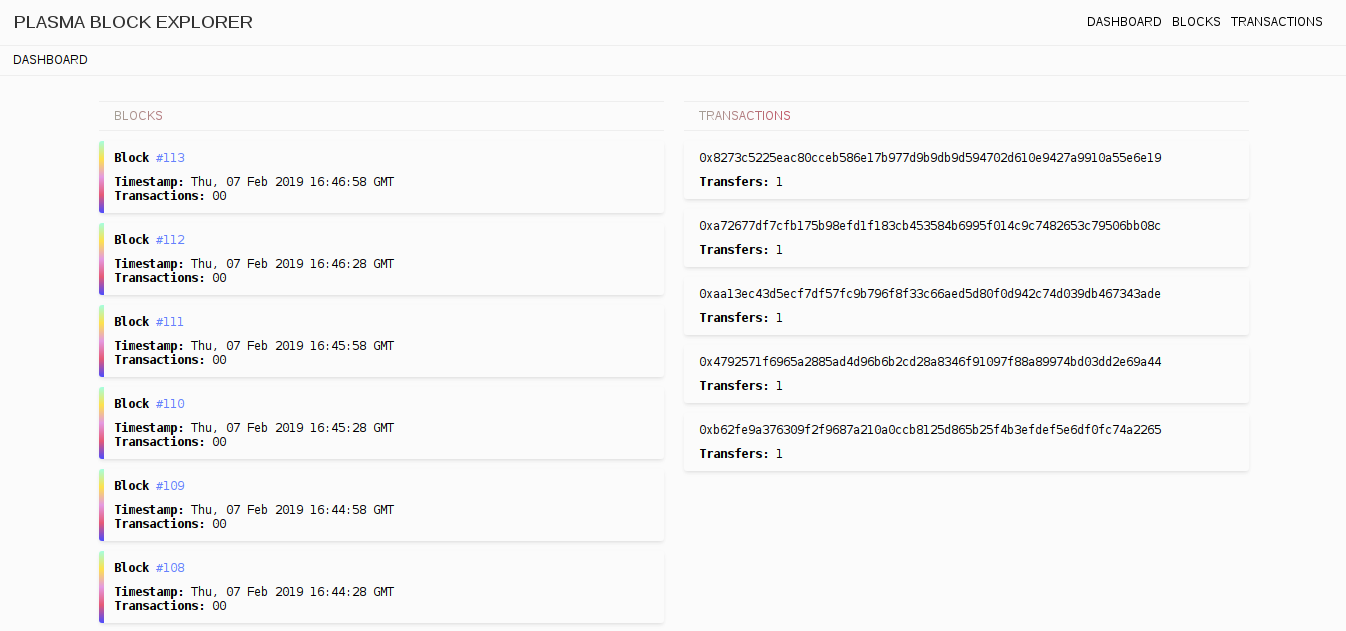 PLASMA BLOCK EXPLORER
DASHBOARD BLOCKS TRANSACTIONS
DASHBOARD
BLOCKS
Block #113
Timestamp: Thu, 07 Feb 2019 16:46:58 GMT
Transactions: 00
Block #112
Timestamp: Thu, 07 Feb 2019 16:46:28 GMT
Transactions: 00
Block #111
Timestamp: Thu, 07 Feb 2019 16:45:58 GMT
Transactions: 00
Block #110
Timestamp: Thu, 07 Feb 2019 16:45:28 GMT
Transactions: 00
Block #109
Timestamp: Thu, 07 Feb 2019 16:44:58 GMT
Transactions: 00
Block #108
Timestamp: Thu, 07 Feb 2019 16:44:28 GMT
Transactions: 00
TRANSACTIONS
0x8273c5225eac80cceb586e17b977d9b9db9d594702d610e9427a9910a55e6e19
Transfers: 1
0xa72677df7cfb175b98efd1f183cb453584b6995f014c9c7482653c79506bb08c
Transfers: 1
0xaa13ec43d5ecf7df57fc9b796f8f33c66aed5d80f0d942c74d039db467343ade
Transfers: 1
0x4792571f6965a2885ad4d96b6b2cd28a8346f91097f88a89974bd03dd2e69a44
Transfers: 1
0xb62fe9a376309f2f9687a210a0ccb8125d865b25f4b3efdef5e6df0fc74a2265
Transfers: 1